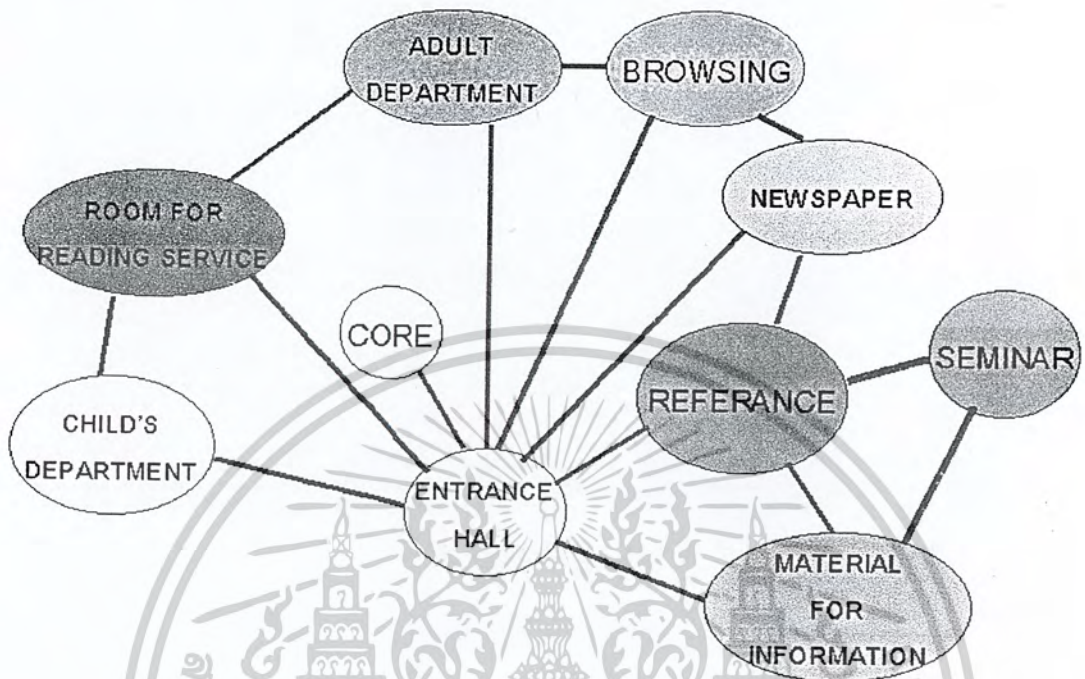 ADULT
DEPARTMENT
BROWSING
NEWSPAPER
ROOM FOR
READING SERVICE
CORE
SEMINAR
REFERANCE
CHILD'S
DEPARTMENT
ENTRANCE
HALL
MATERIAL
FOR
INFORMATION